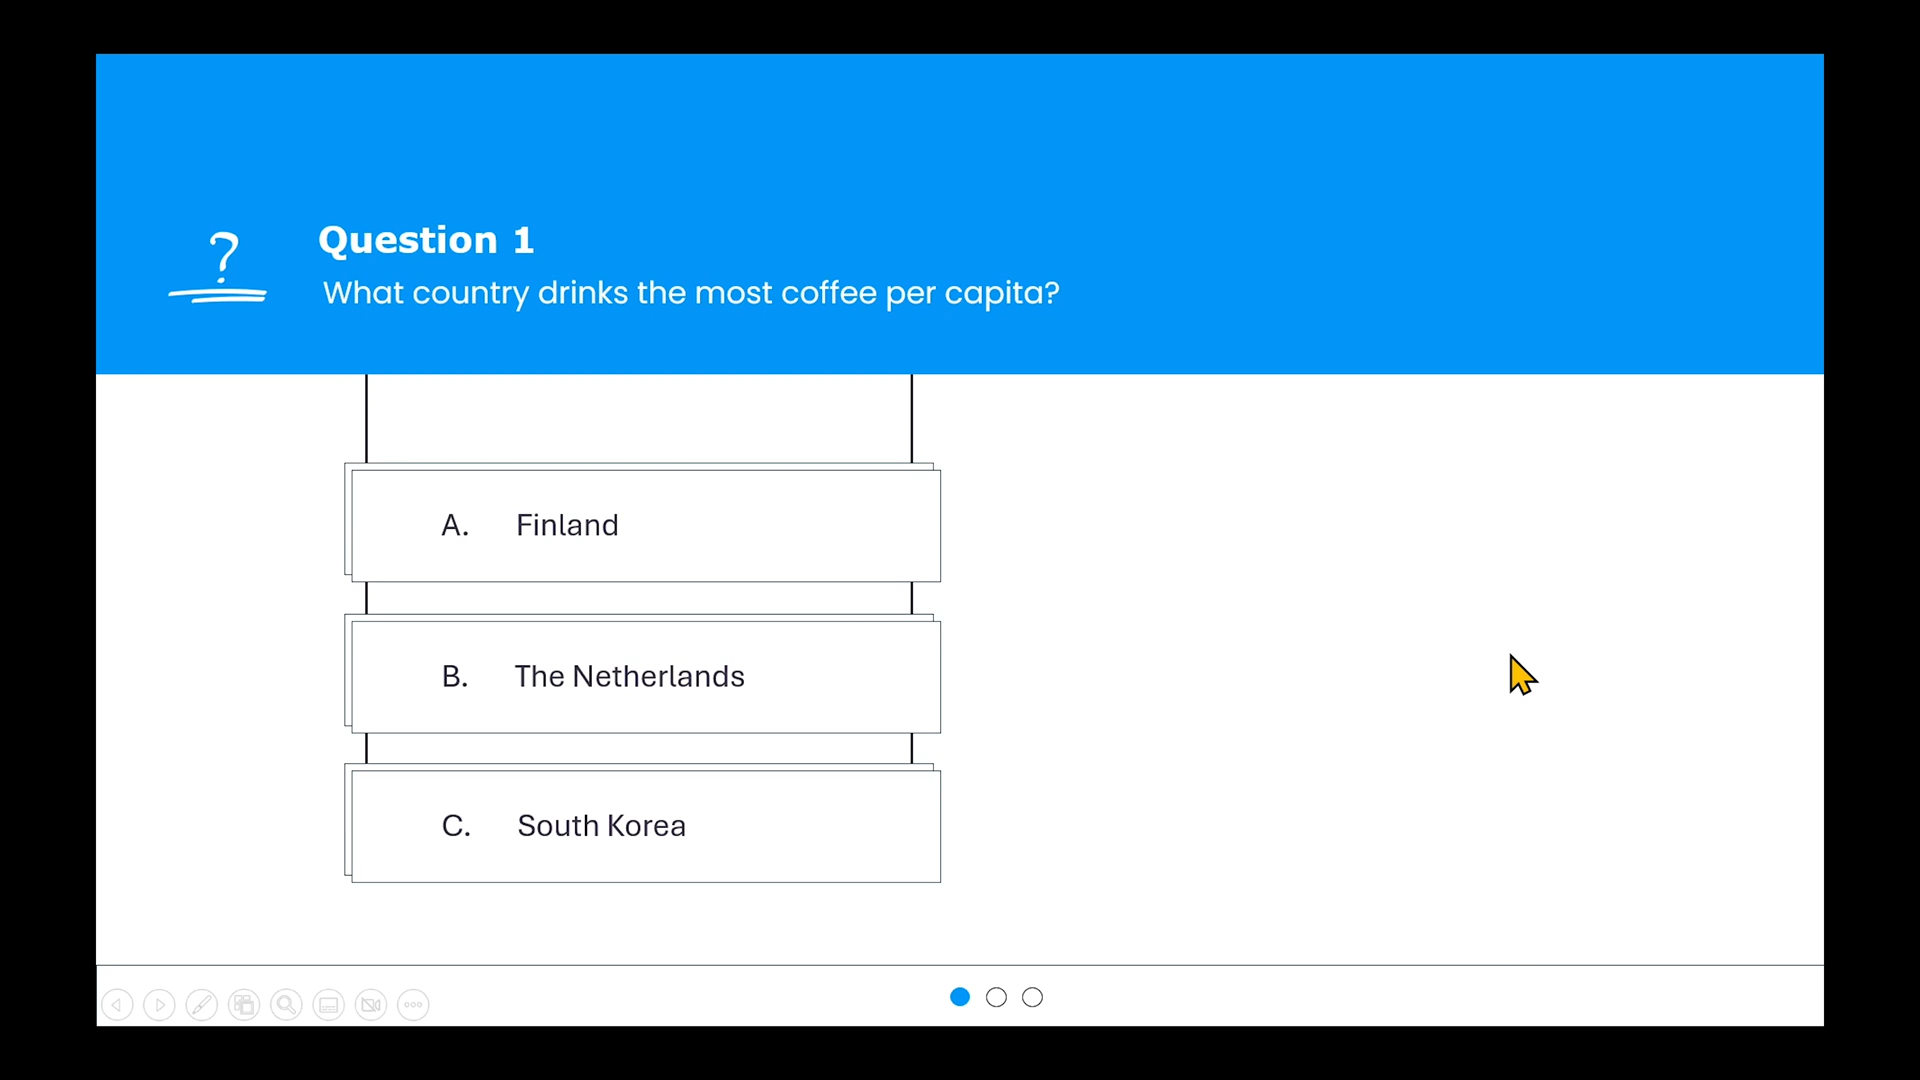 ?
Question 1
What country drinks the most coffee per capita?
A. Finland
B. The Netherlands
C. South Korea